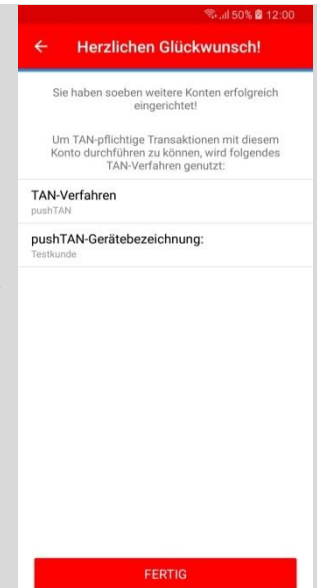 50% 12:00
Herzlichen Glückwunsch!
Sie haben soeben weitere Konten erfolgreich
eingerichtet!
Um TAN-pflichtige Transaktionen mit diesem
Konto durchführen zu können, wird folgendes
TAN-Verfahren genutzt:
TAN-Verfahren
pushTAN
pushTAN-Gerätebezeichnung:
Testkunde
FERTIG